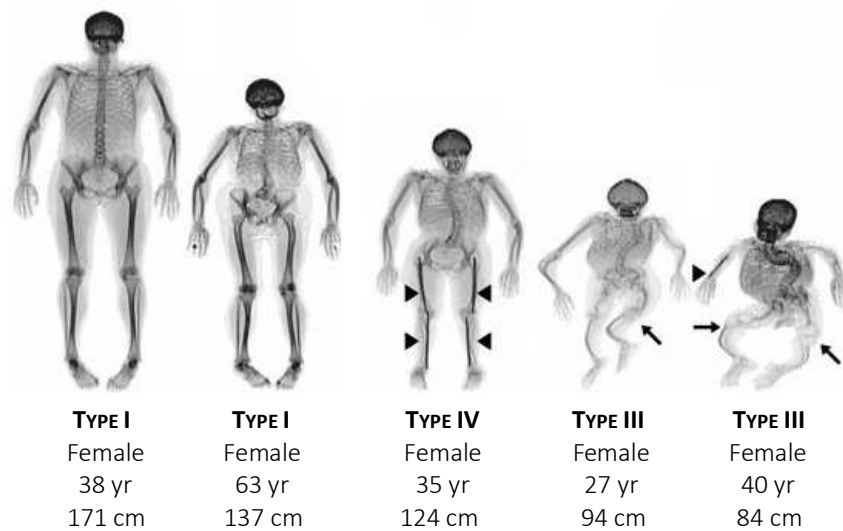 TYPE I TYPE I TYPE IV TYPE III TYPE III
Female Female Female Female Female
38 yr 63 yr 35 yr 27 yr 40 yr
171 cm 137 cm 124 cm 94 cm 84 cm